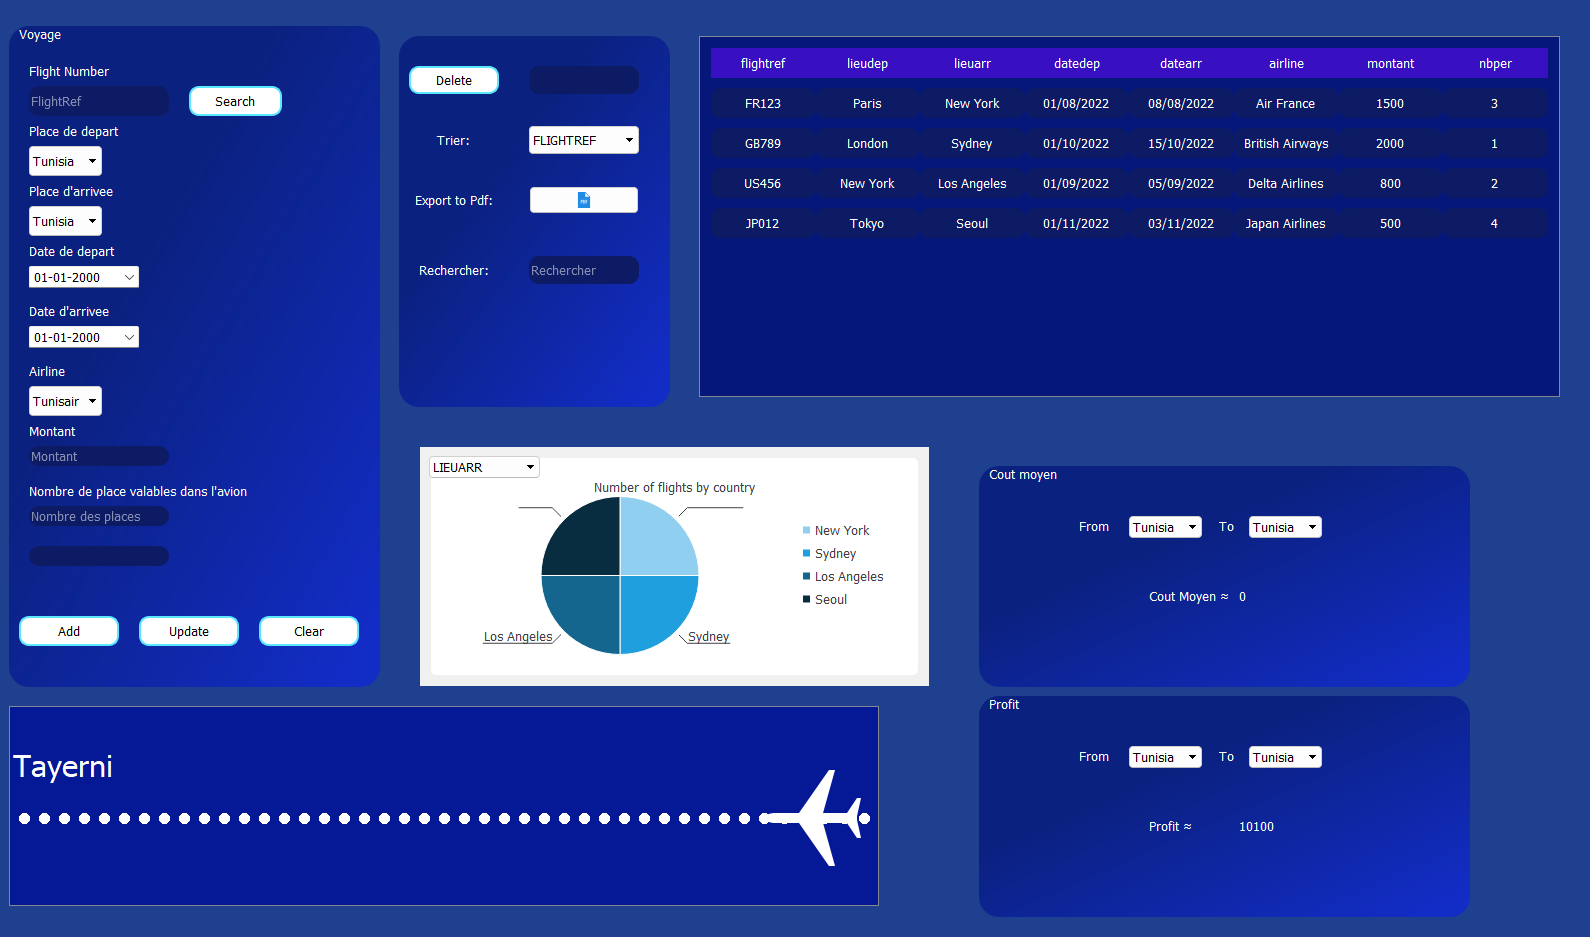 Voyage
Flight Number
FlightRef
Search
Place de depart
Tunisia
Place d'arrivee
Tunisia
Date de depart
01-01-2000
Date d'arrivee
01-01-2000
Airline
Tunisair
Montant
Montant
Nombre de place valables dans l'avion
Nombre des places
Add Update Clear
Delete
Trier: FLIGHTREF
Export to Pdf: PDF
Rechercher: Rechercher
flightref lieudep lieuarr datedep datearr airline montant nbper
FR123 Paris New York 01/08/2022 08/08/2022 Air France 1500 3
GB789 London Sydney 01/10/2022 15/10/2022 British Airways 2000 1
US456 New York Los Angeles 01/09/2022 05/09/2022 Delta Airlines 800 2
JP012 Tokyo Seoul 01/11/2022 03/11/2022 Japan Airlines 500 4
LIEUARR
Number of flights by country
Los Angeles Sydney
New York
Sydney
Los Angeles
Seoul
Cout moyen
From Tunisia To Tunisia
Cout Moyen ≈ 0
Profit
From Tunisia To Tunisia
Profit ≈ 10100
Tayerni